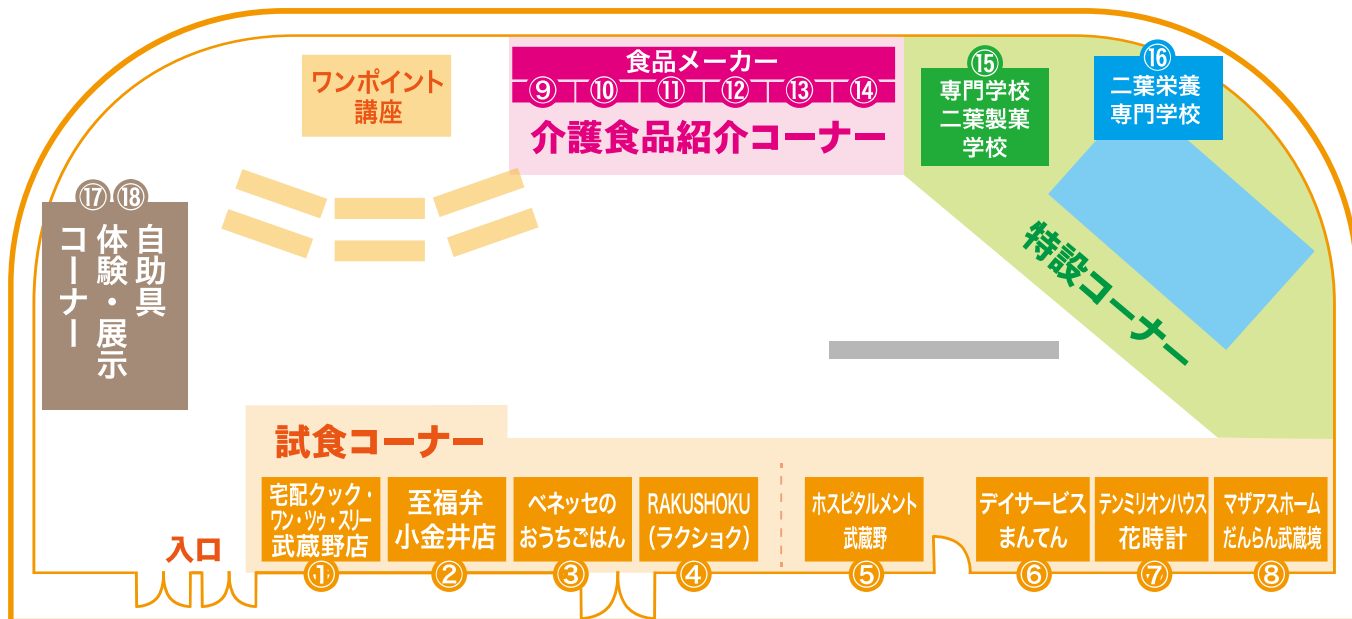 ワンポイント
講座
食品メーカー
⑨ ⑩ ⑪ ⑫ ⑬ ⑭
介護食品紹介コーナー
⑮
専門学校
二葉製菓
学校
⑯
二葉栄養
専門学校
特設コーナー
⑰ ⑱
自助具
体験・展示
コーナー
試食コーナー
入口
宅配クック・
ワン・ツゥ・スリー
武蔵野店
①
至福弁
小金井店
②
ベネッセの
おうちごはん
③
RAKUSHOKU
(ラクショク)
④
ホスピタルメント
武蔵野
⑤
デイサービス
まんてん
⑥
テンミリオンハウス
花時計
⑦
マザアスホーム
だんらん武蔵境
⑧